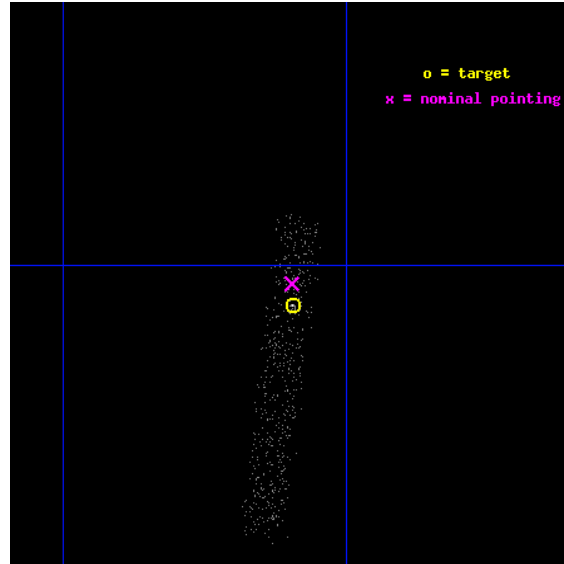 o = target
x = nominal pointing